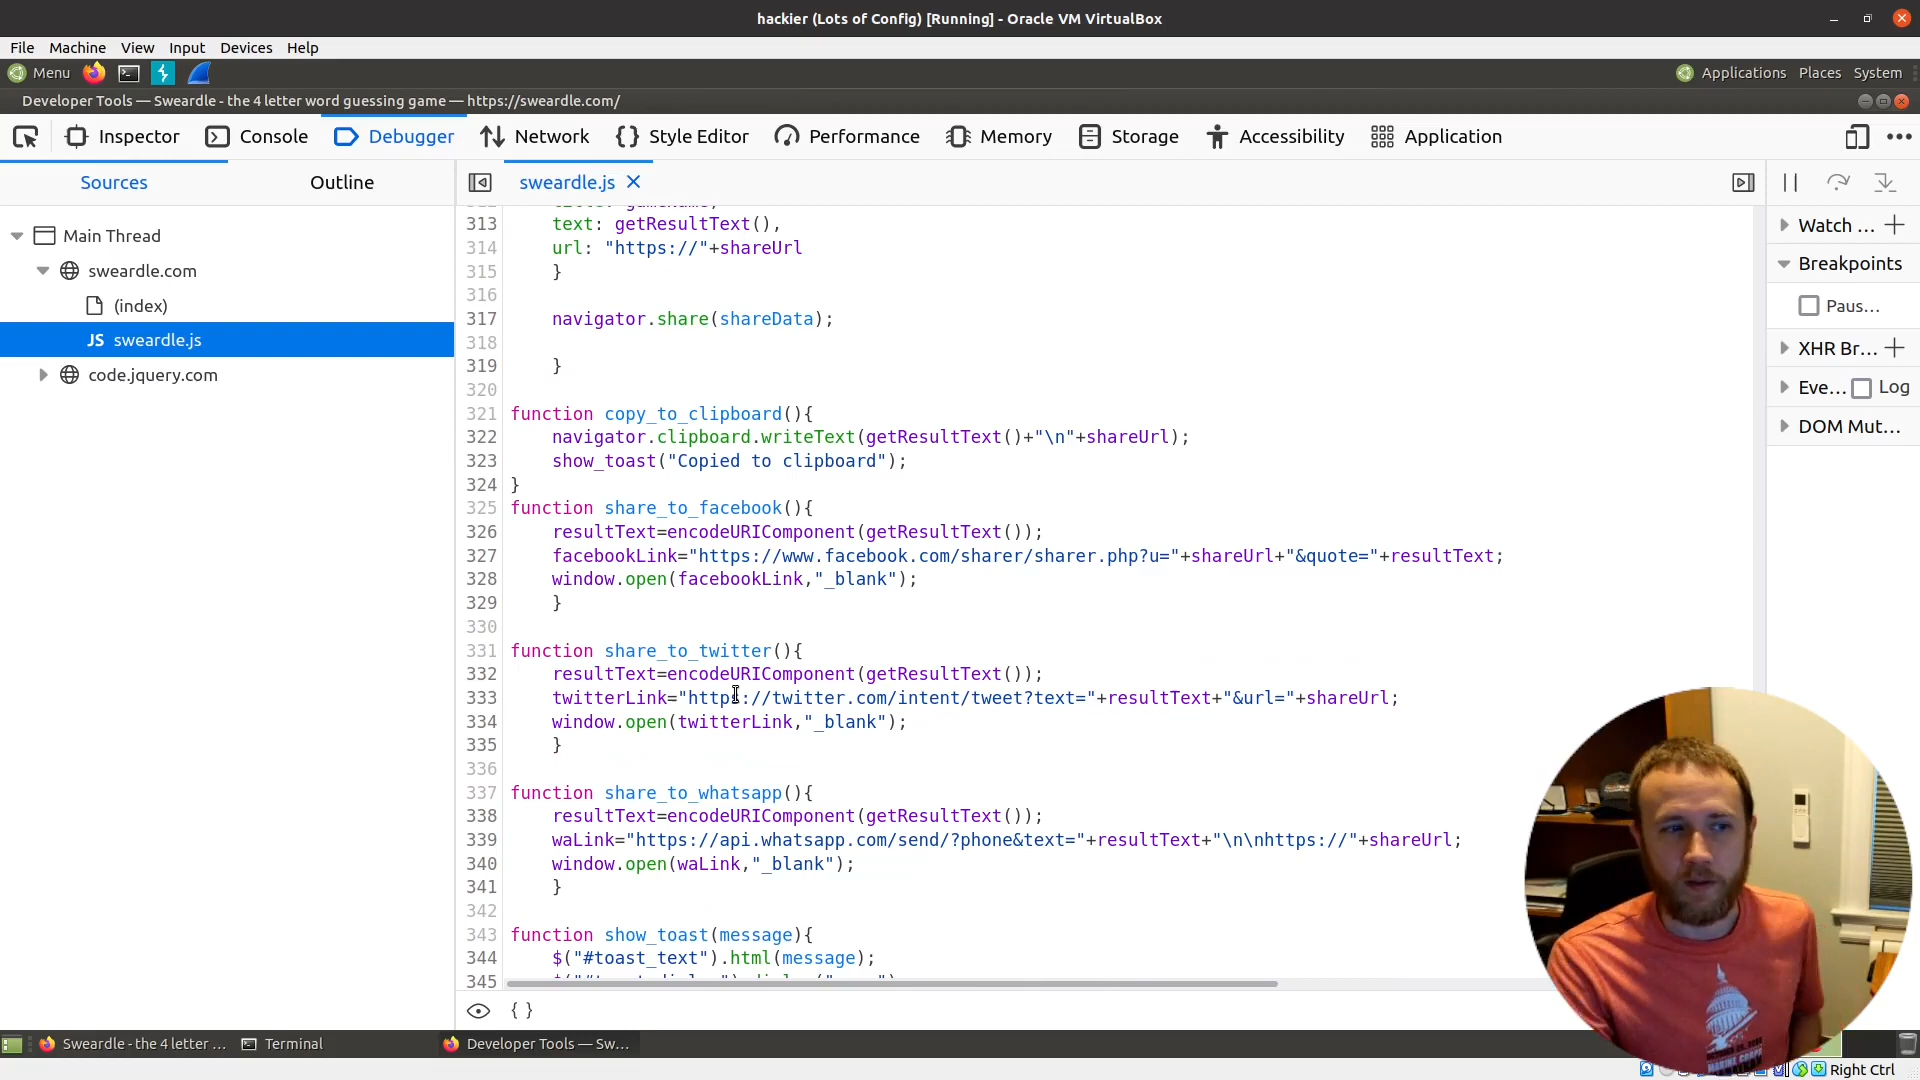 hackier (Lots of Config) [Running] - Oracle VM VirtualBox
File Machine View Input Devices Help
Menu Applications Places System
Developer Tools — Sweardle - the 4 letter word guessing game — https://sweardle.com/
Inspector Console Debugger Network Style Editor Performance Memory Storage Accessibility Application
Sources Outline sweardle.js
Main Thread
sweardle.com
(index)
JS sweardle.js
code.jquery.com
313 text: getResultText(),
314 url: "https://"+shareUrl
315 }
316
317 navigator.share(shareData);
318
319 }
320
321 function copy_to_clipboard(){
322 navigator.clipboard.writeText(getResultText()+"\n"+shareUrl);
323 show_toast("Copied to clipboard");
324 }
325 function share_to_facebook(){
326 resultText=encodeURIComponent(getResultText());
327 facebookLink="https://www.facebook.com/sharer/sharer.php?u="+shareUrl+"&quote="+resultText;
328 window.open(facebookLink,"_blank");
329 }
330
331 function share_to_twitter(){
332 resultText=encodeURIComponent(getResultText());
333 twitterLink="https://twitter.com/intent/tweet?text="+resultText+"&url="+shareUrl;
334 window.open(twitterLink,"_blank");
335 }
336
337 function share_to_whatsapp(){
338 resultText=encodeURIComponent(getResultText());
339 waLink="https://api.whatsapp.com/send/?phone&text="+resultText+"\n\nhttps://"+shareUrl;
340 window.open(waLink,"_blank");
341 }
342
343 function show_toast(message){
344 $("#toast_text").html(message);
345
{ }
Watch ...
Breakpoints
Paus...
XHR Br...
Eve... Log
DOM Mut...
Sweardle - the 4 letter ... Terminal Developer Tools — Sw...
Right Ctrl